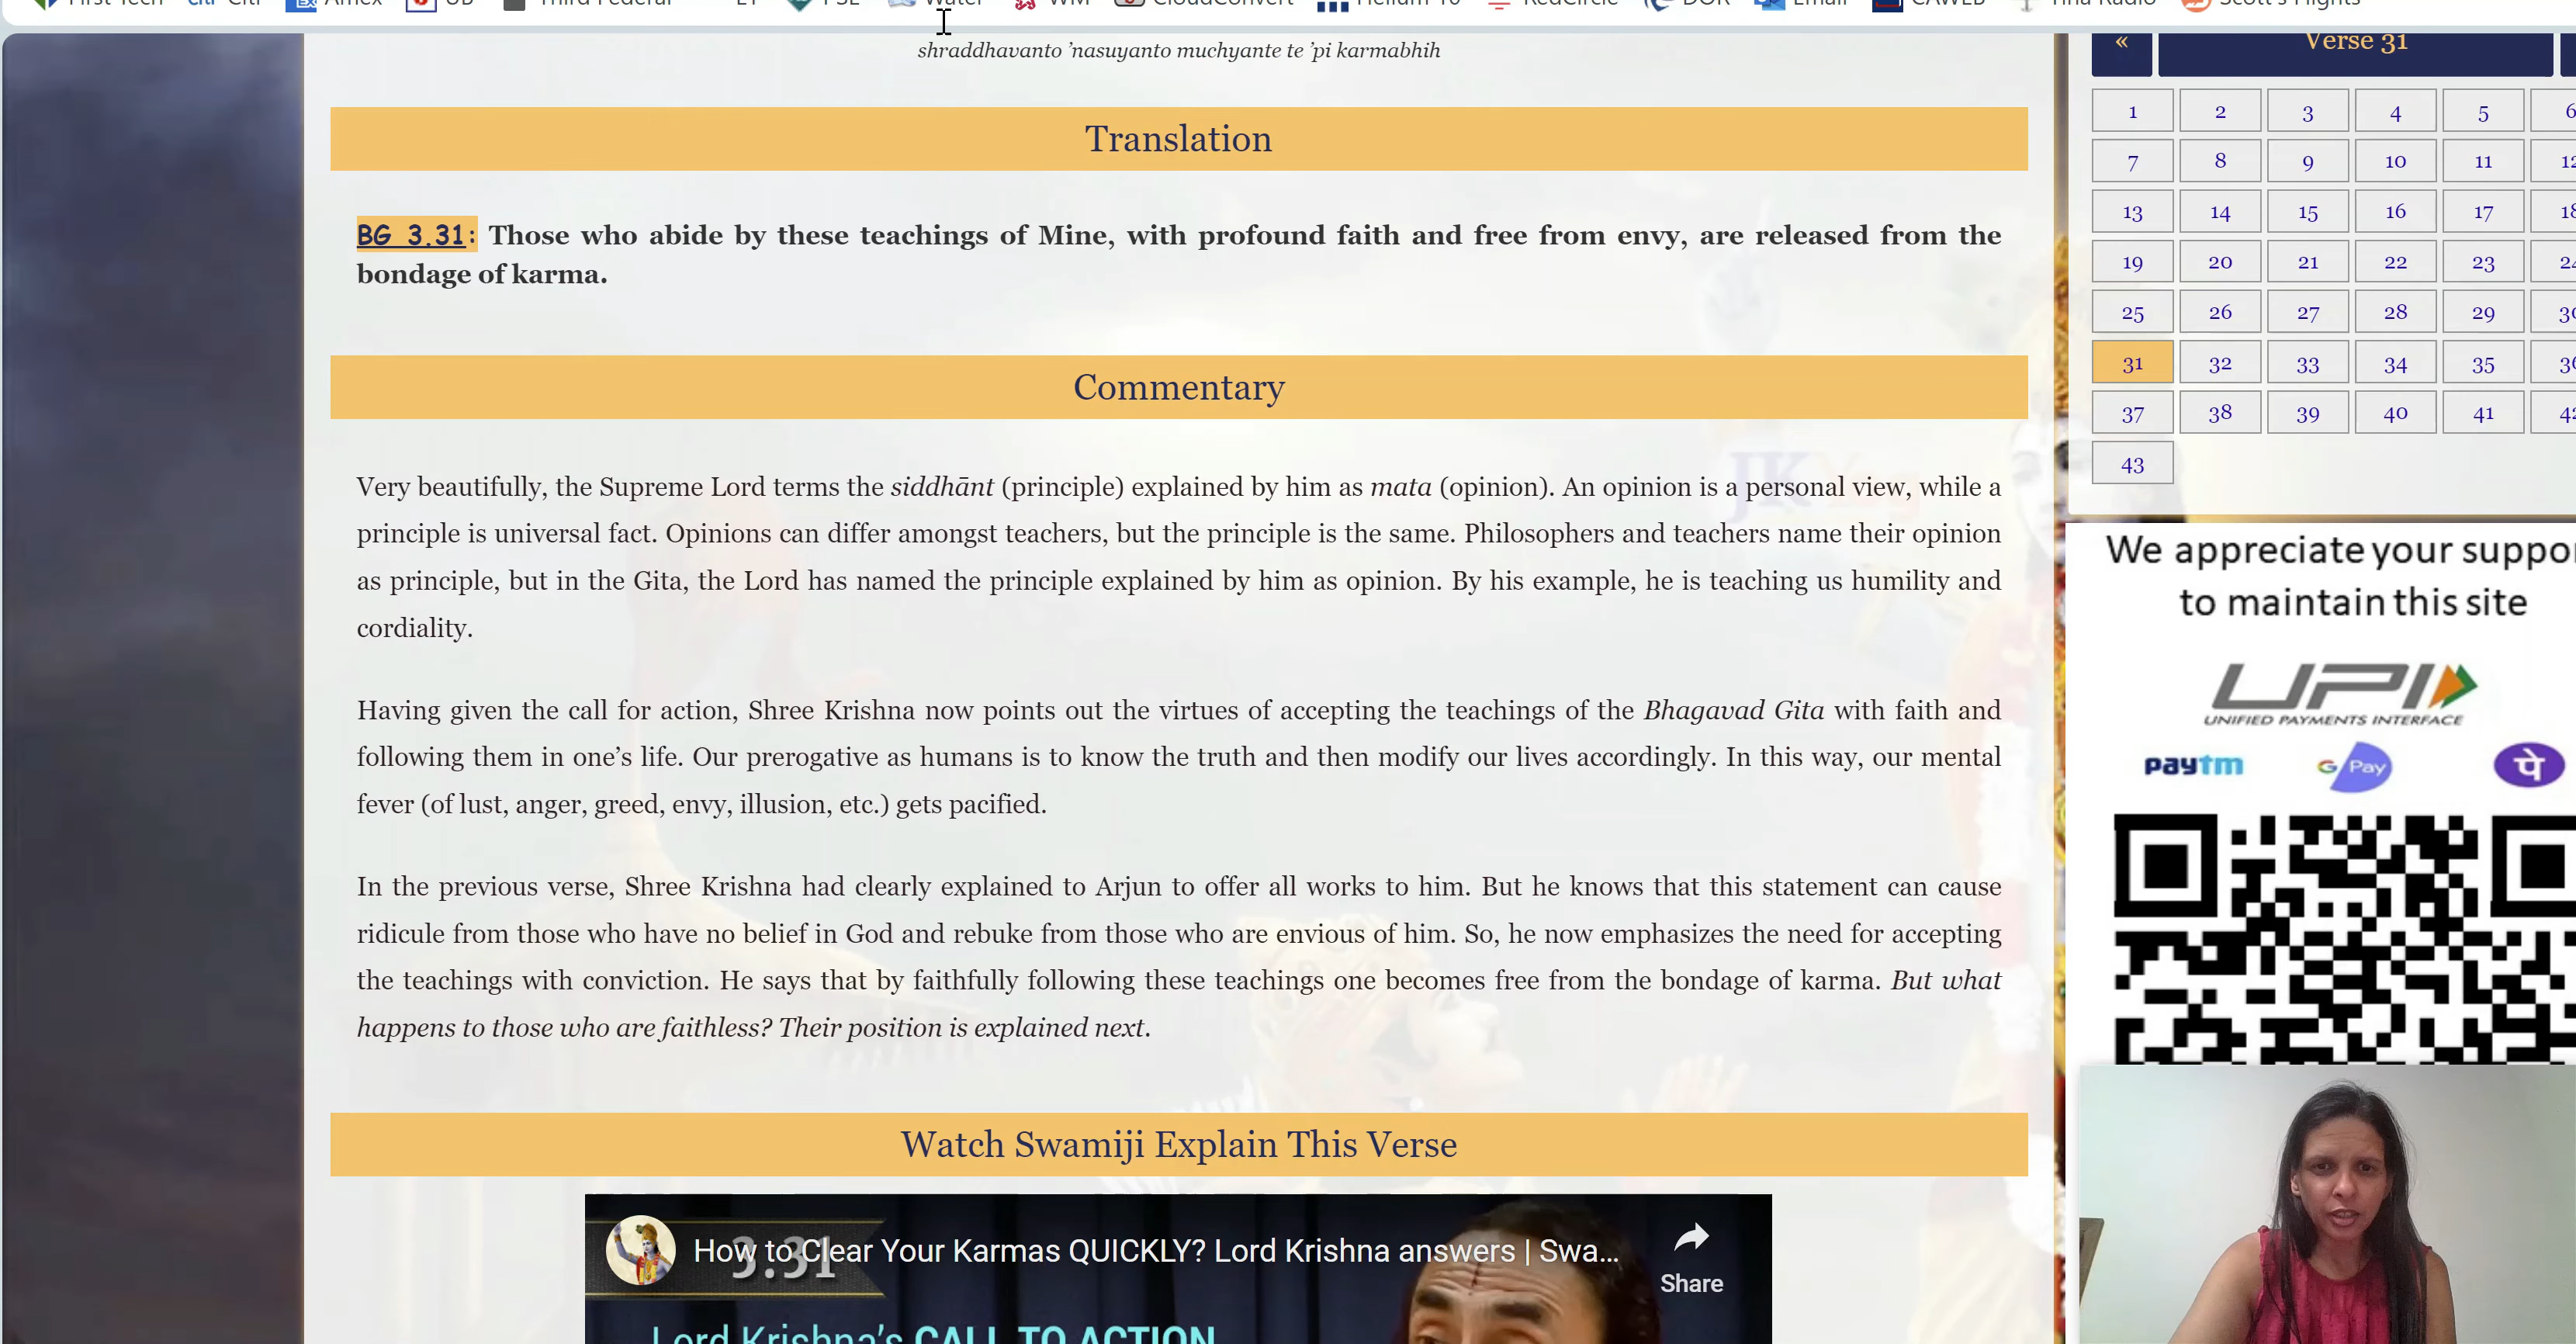 shraddhavanto ’nasuyanto muchyante te ’pi karmabhih
Translation
BG 3.31: Those who abide by these teachings of Mine, with profound faith and free from envy, are released from the
bondage of karma.
Commentary
Very beautifully, the Supreme Lord terms the siddhānt (principle) explained by him as mata (opinion). An opinion is a personal view, while a
principle is universal fact. Opinions can differ amongst teachers, but the principle is the same. Philosophers and teachers name their opinion
as principle, but in the Gita, the Lord has named the principle explained by him as opinion. By his example, he is teaching us humility and
cordiality.
Having given the call for action, Shree Krishna now points out the virtues of accepting the teachings of the Bhagavad Gita with faith and
following them in one’s life. Our prerogative as humans is to know the truth and then modify our lives accordingly. In this way, our mental
fever (of lust, anger, greed, envy, illusion, etc.) gets pacified.
In the previous verse, Shree Krishna had clearly explained to Arjun to offer all works to him. But he knows that this statement can cause
ridicule from those who have no belief in God and rebuke from those who are envious of him. So, he now emphasizes the need for accepting
the teachings with conviction. He says that by faithfully following these teachings one becomes free from the bondage of karma. But what
happens to those who are faithless? Their position is explained next.
Watch Swamiji Explain This Verse
How to Clear Your Karmas QUICKLY? Lord Krishna answers | Swa...
3.31
Share
Lord Krishna's CALL TO ACTION
« Verse 31
1 2 3 4 5
7 8 9 10 11
13 14 15 16 17
19 20 21 22 23
25 26 27 28 29
31 32 33 34 35
37 38 39 40 41
43
We appreciate your
to maintain this site
UPI
UNIFIED PAYMENTS INTERFACE
paytm G Pay पे